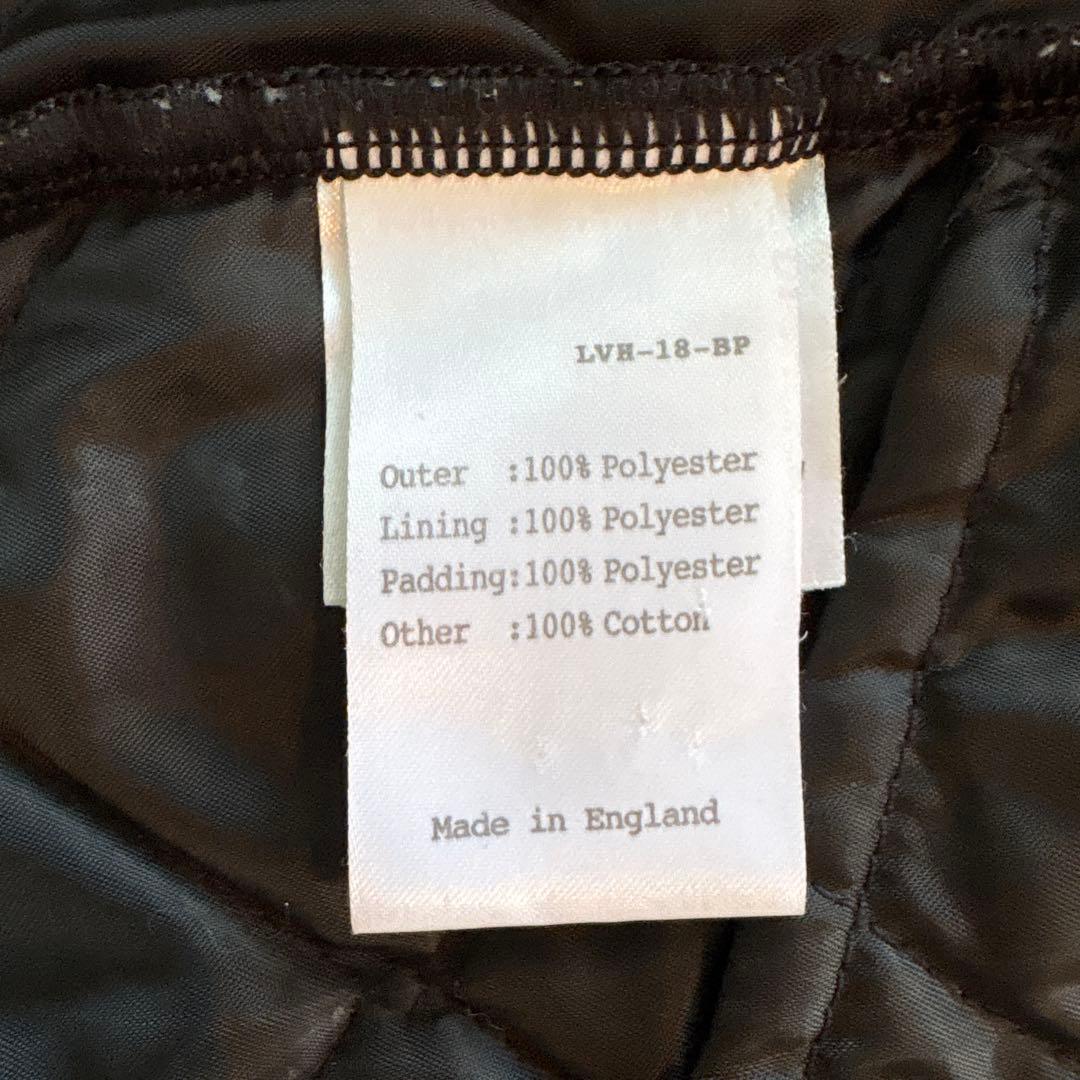 LVH-18-BP
Outer :100% Polyester
Lining :100% Polyester
Padding:100% Polyester
Other :100% Cotton
Made in England